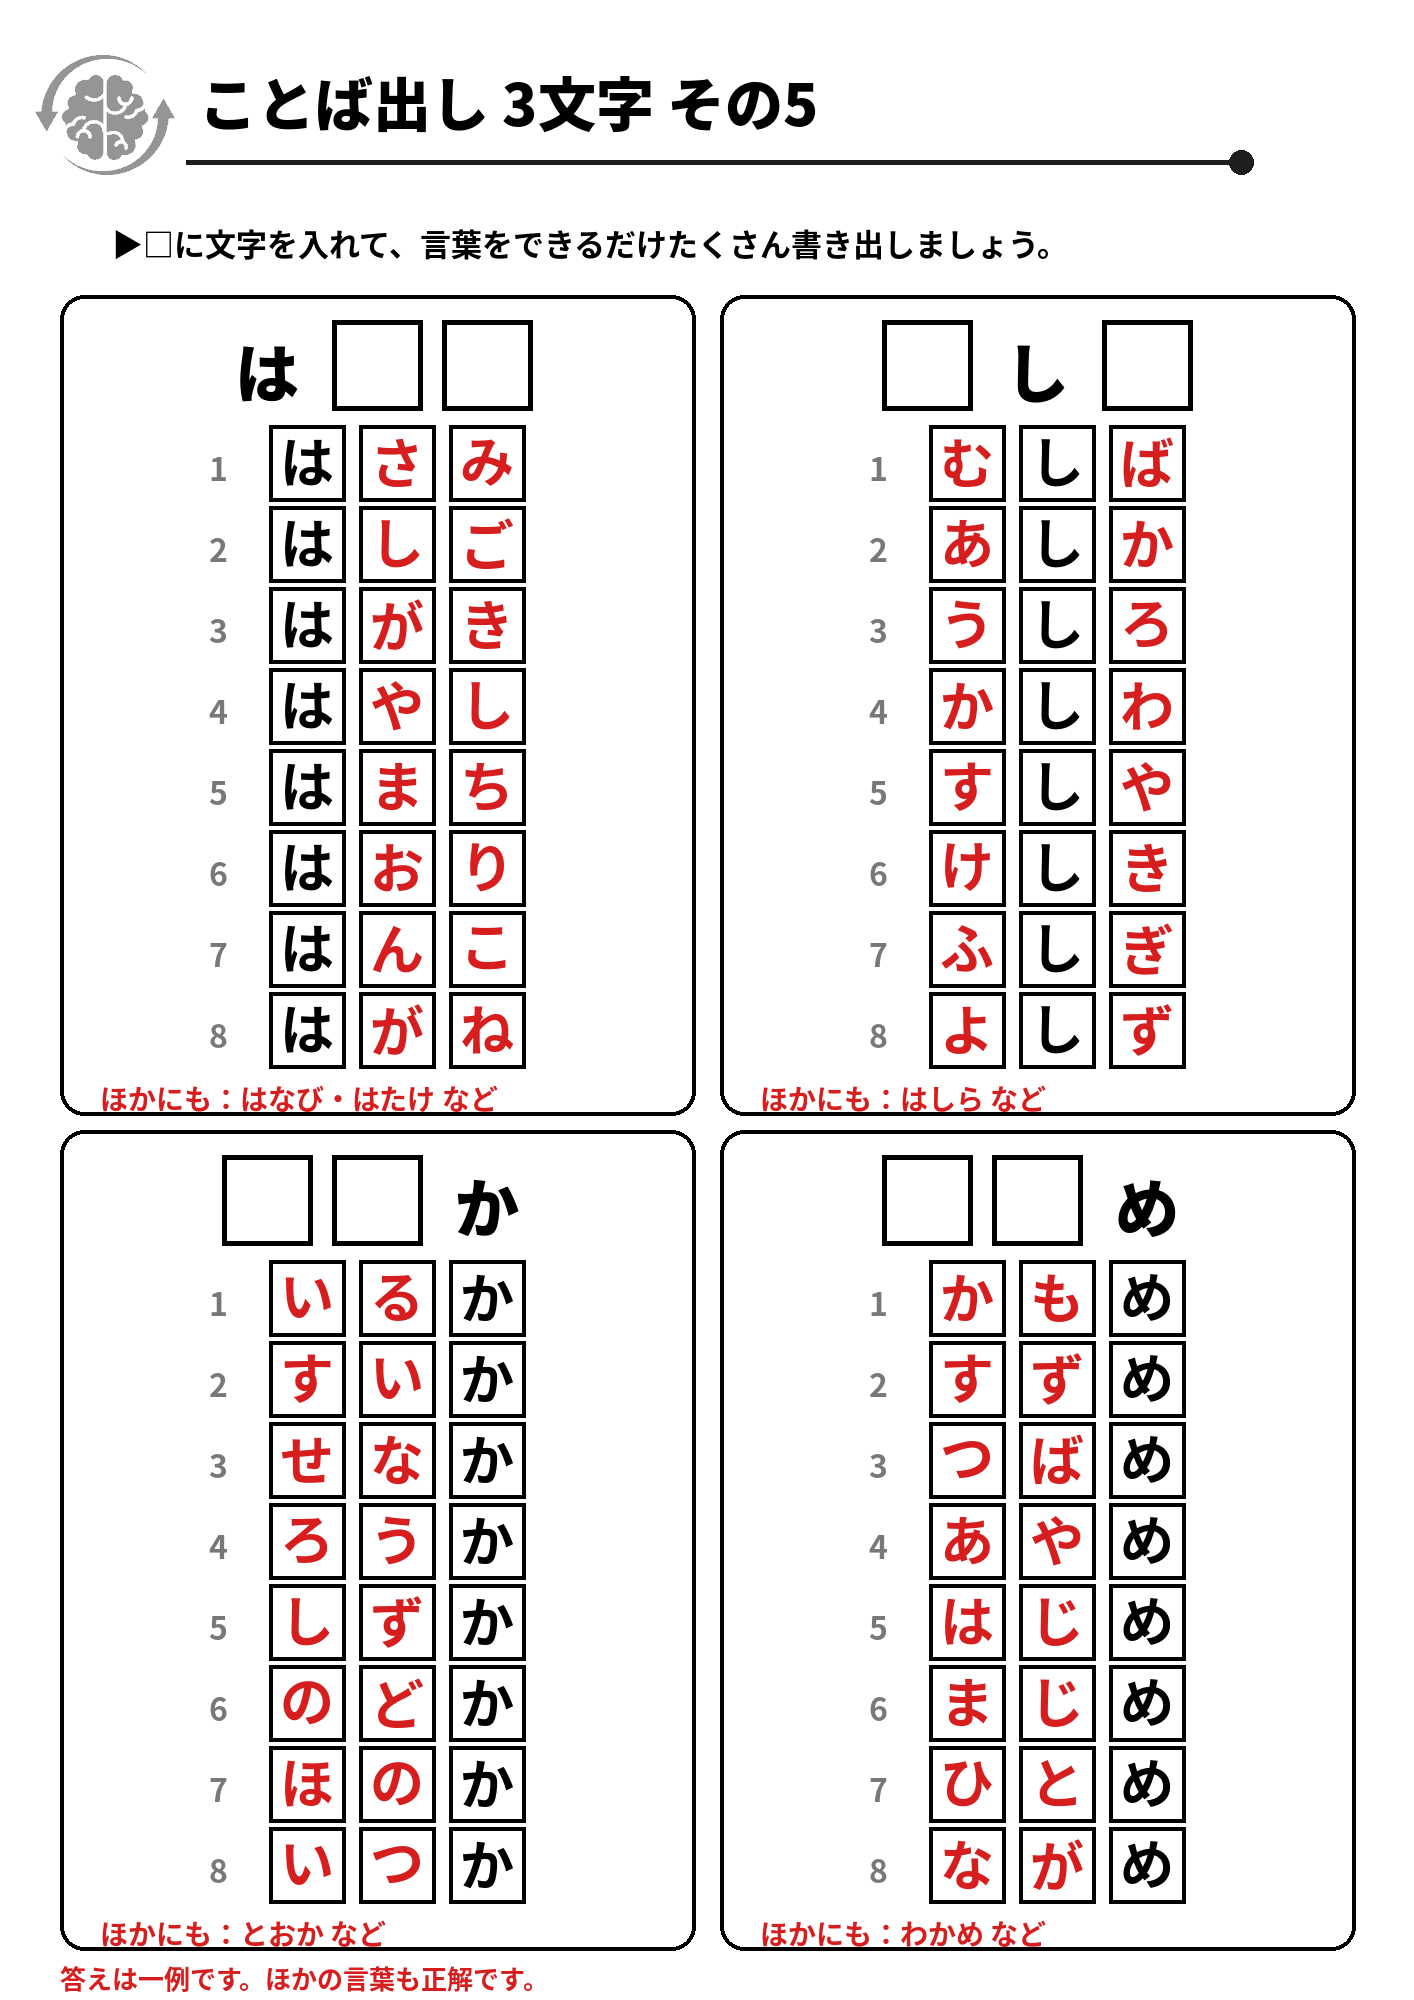 ことば出し 3文字 その5
▶□に文字を入れて、言葉をできるだけたくさん書き出しましょう。
は□□
1 はさみ
2 はしご
3 はがき
4 はやし
5 はまち
6 はおり
7 はんこ
8 はがね
ほかにも：はなび・はたけ など
□し□
1 むしば
2 あしか
3 うしろ
4 かしわ
5 すしや
6 けしき
7 ふしぎ
8 よしず
ほかにも：はしら など
□□か
1 いるか
2 すいか
3 せなか
4 ろうか
5 しずか
6 のどか
7 ほのか
8 いつか
ほかにも：とおか など
□□め
1 かもめ
2 すずめ
3 つばめ
4 あやめ
5 はじめ
6 まじめ
7 ひとめ
8 ながめ
ほかにも：わかめ など
答えは一例です。ほかの言葉も正解です。